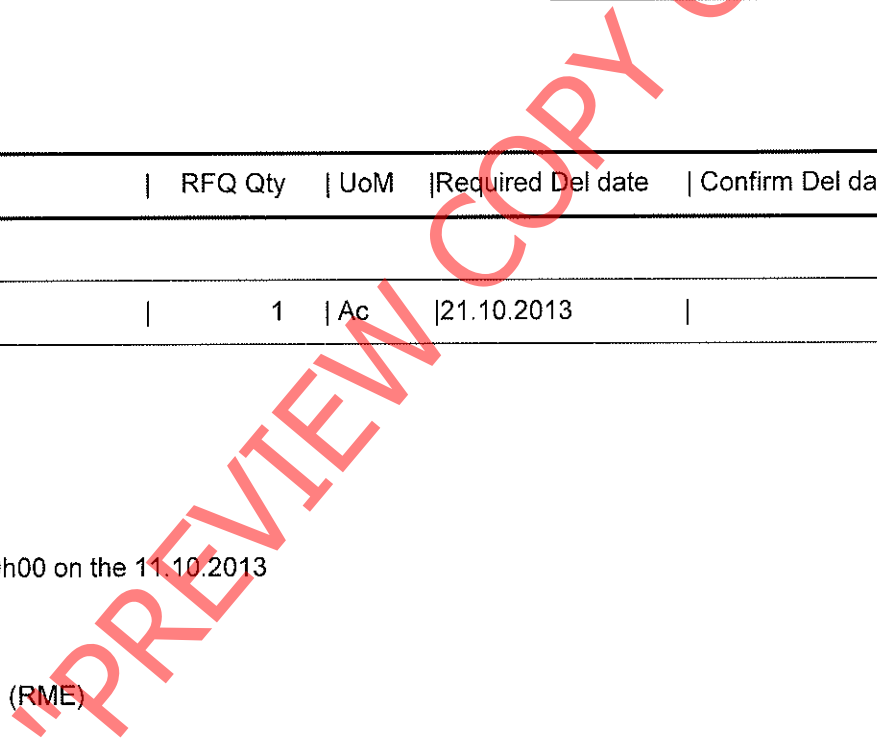 | RFQ Qty | UoM |Required Del date | Confirm Del da
| 1 | Ac |21.10.2013 |
h00 on the 11.10.2013
(RME)
"PREVIEW COPY